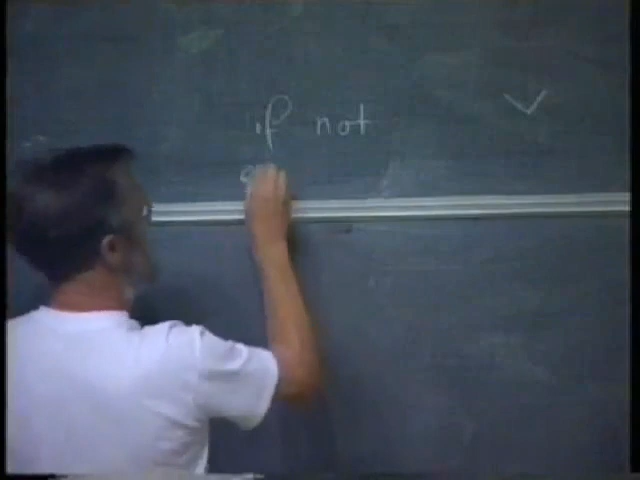 if not ✓